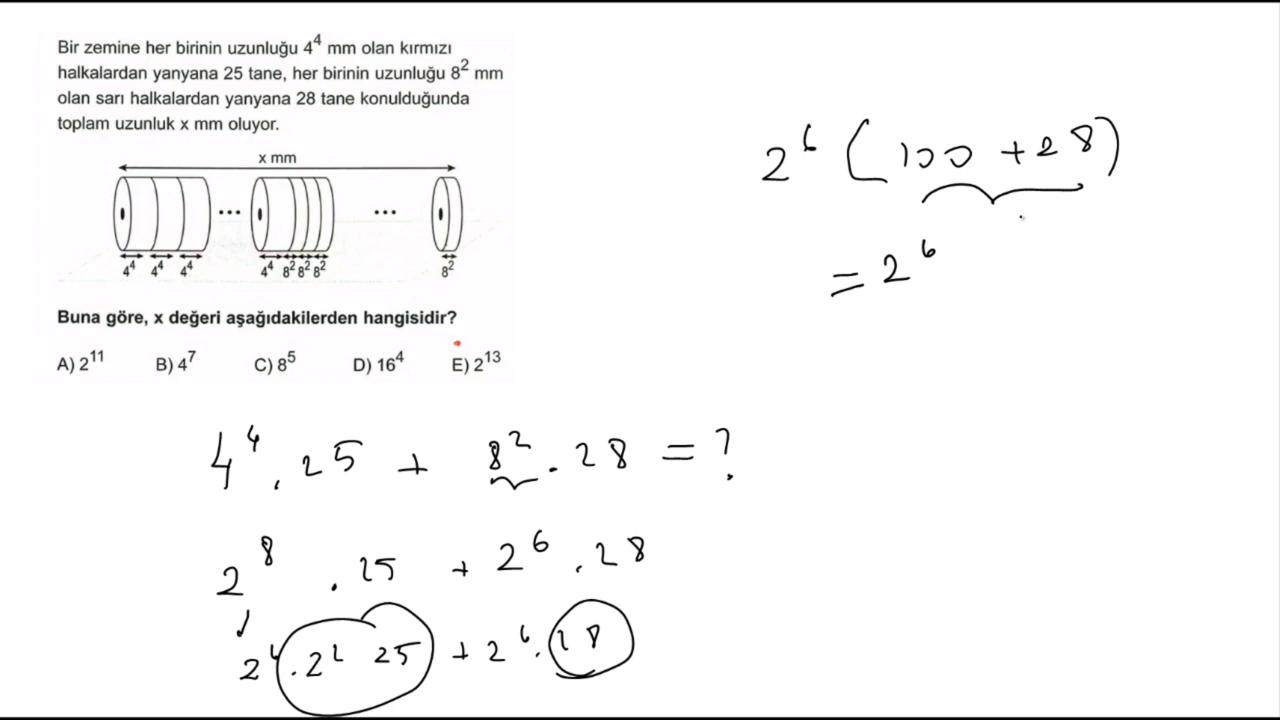 Bir zemine her birinin uzunluğu 4⁴ mm olan kırmızı
halkalardan yanyana 25 tane, her birinin uzunluğu 8² mm
olan sarı halkalardan yanyana 28 tane konulduğunda
toplam uzunluk x mm oluyor.
x mm
4⁴ 4⁴ 4⁴ ... 4⁴ 8² 8² 8² ... 8²
Buna göre, x değeri aşağıdakilerden hangisidir?
A) 2¹¹ B) 4⁷ C) 8⁵ D) 16⁴ E) 2¹³
2⁶ (100 + 28)
= 2⁶
4⁴ . 25 + 8² . 28 = ?
2⁸ . 25 + 2⁶ . 28
2⁶ . 2² 25 + 2⁶ . 28